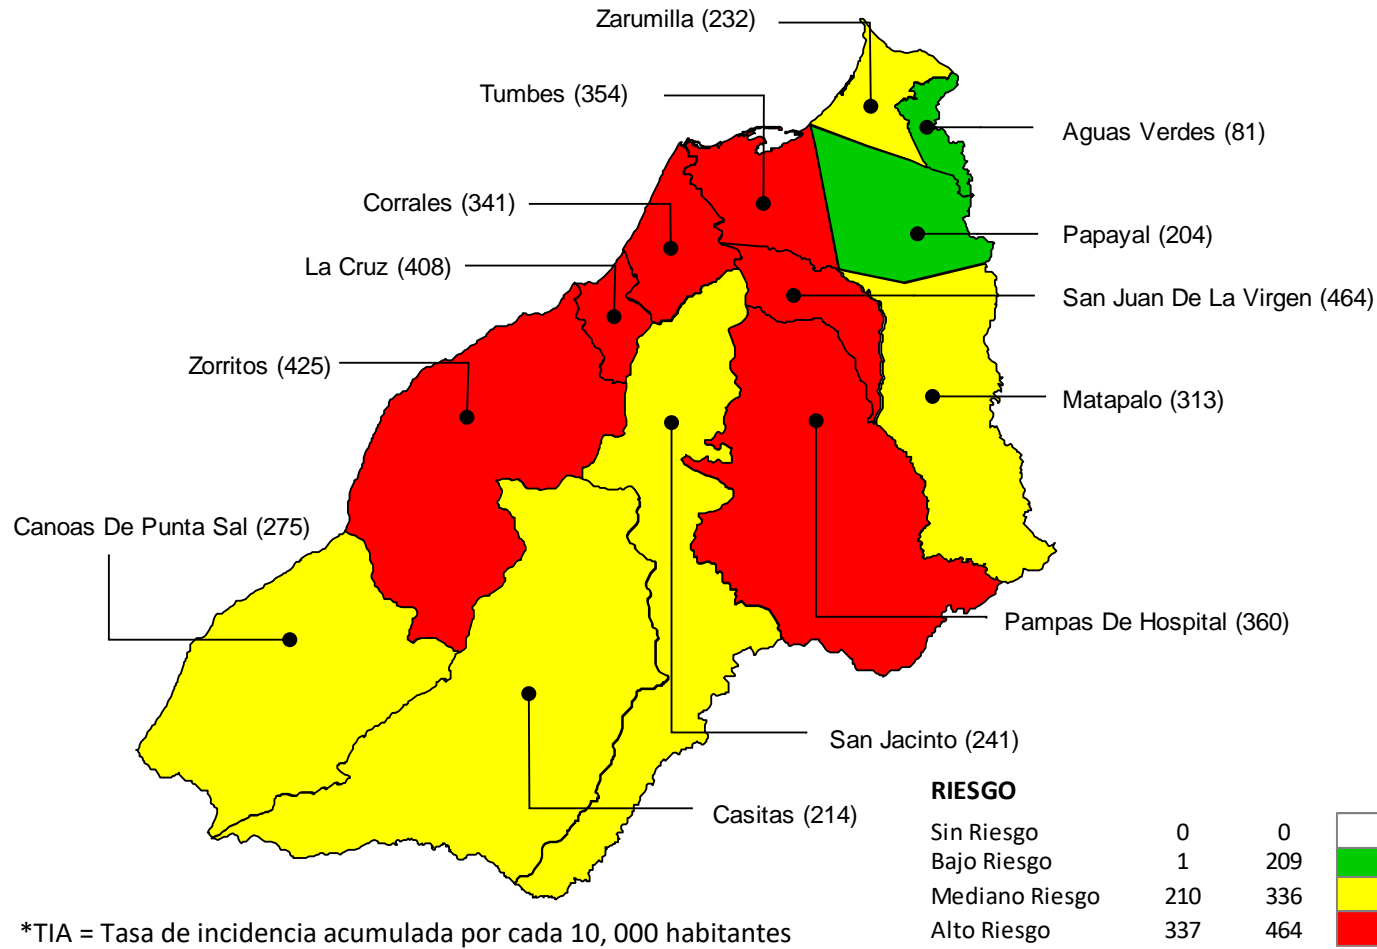 Zarumilla (232)
Tumbes (354)
Aguas Verdes (81)
Corrales (341)
Papayal (204)
La Cruz (408)
San Juan De La Virgen (464)
Zorritos (425)
Matapalo (313)
Canoas De Punta Sal (275)
Pampas De Hospital (360)
San Jacinto (241)
Casitas (214)
RIESGO
Sin Riesgo 0 0
Bajo Riesgo 1 209
Mediano Riesgo 210 336
Alto Riesgo 337 464
*TIA = Tasa de incidencia acumulada por cada 10, 000 habitantes